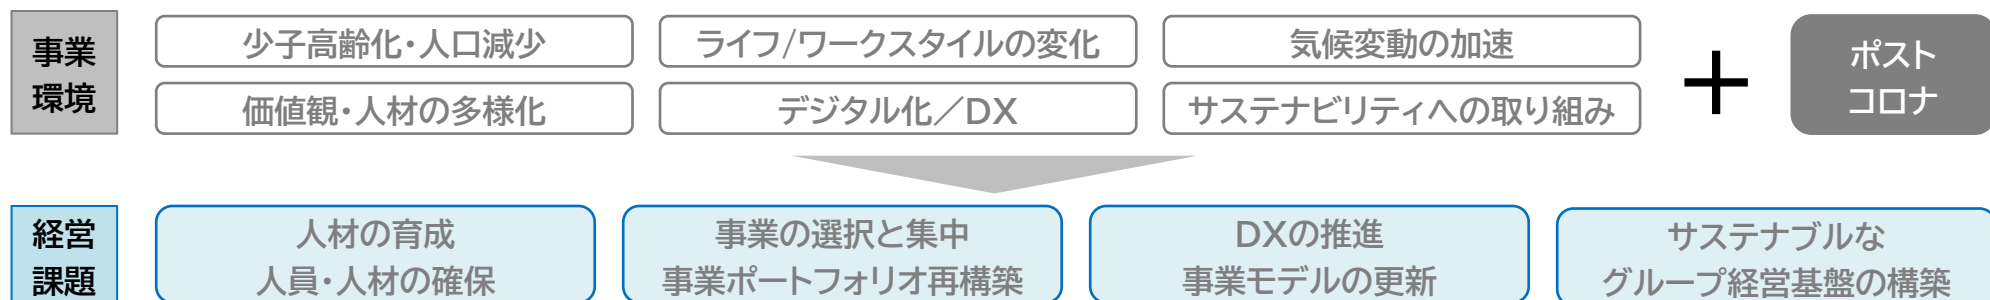 事業
環境
少子高齢化・人口減少
ライフ/ワークスタイルの変化
気候変動の加速
価値観・人材の多様化
デジタル化／DX
サステナビリティへの取り組み
＋
ポスト
コロナ
経営
課題
人材の育成
人員・人材の確保
事業の選択と集中
事業ポートフォリオ再構築
DXの推進
事業モデルの更新
サステナブルな
グループ経営基盤の構築